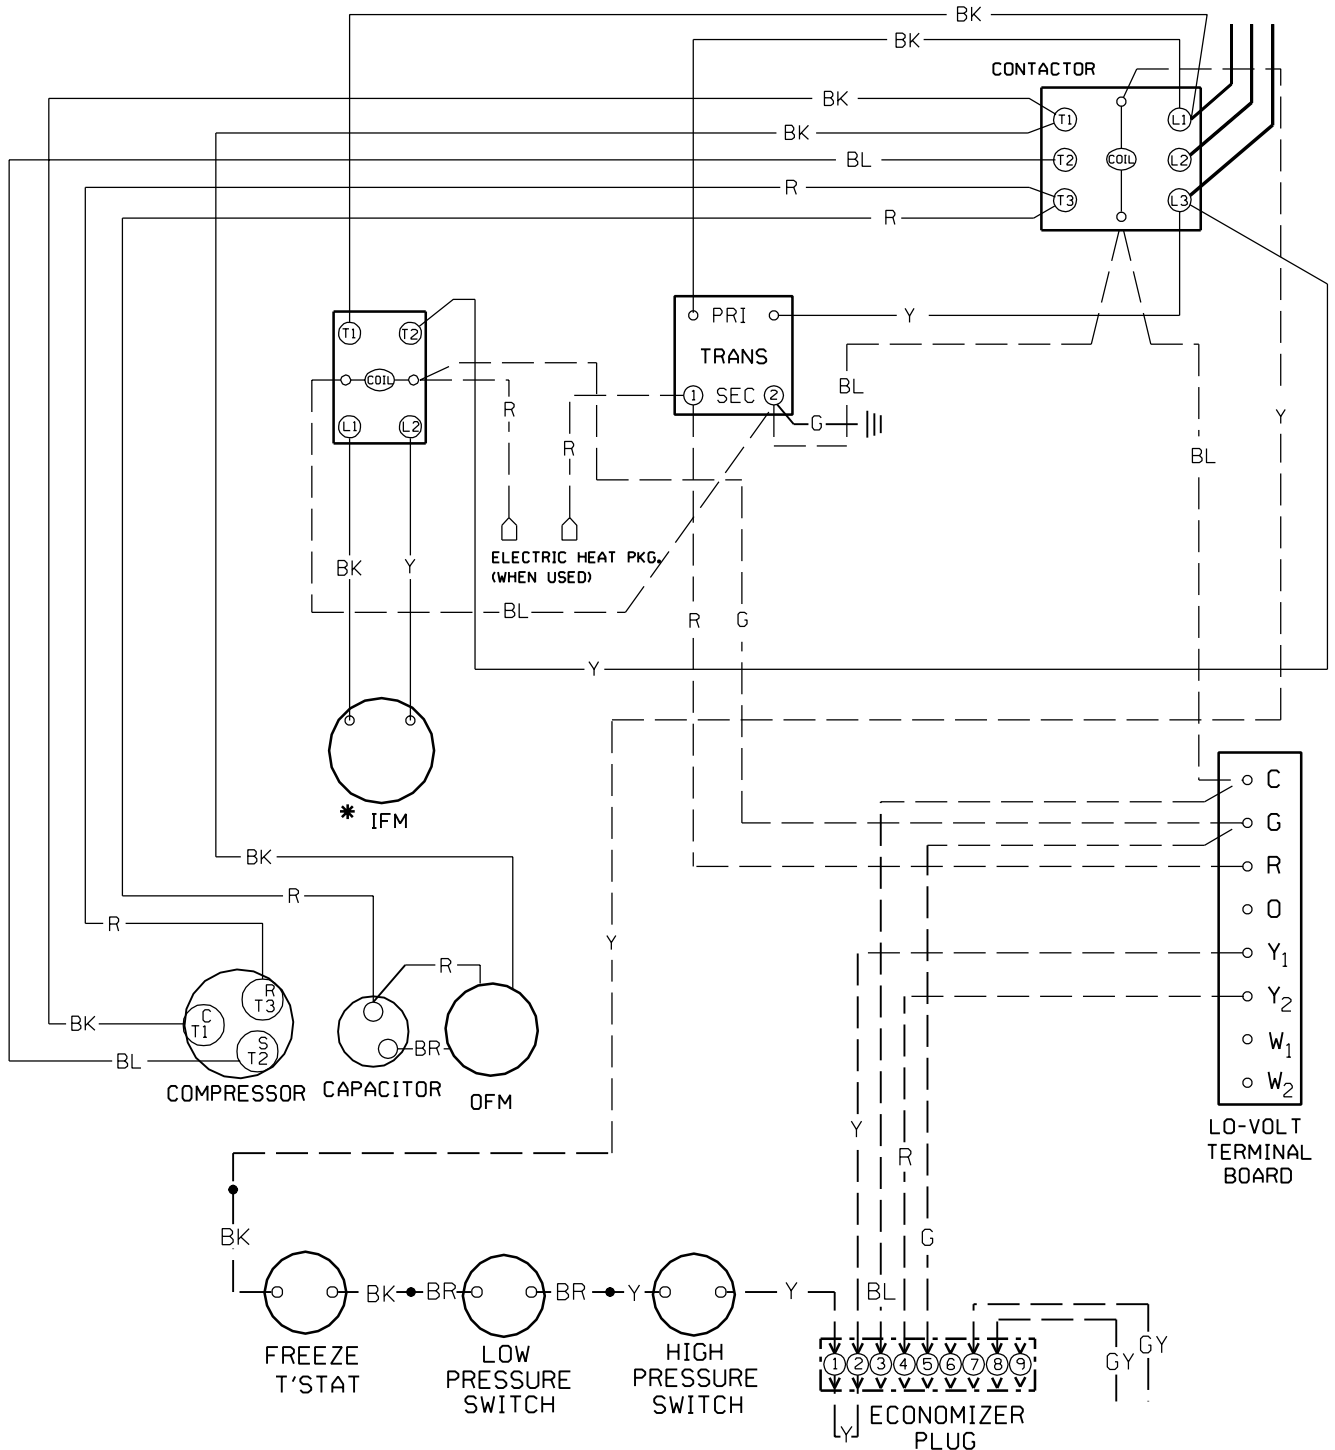 BK
BK
CONTACTOR
BK
T1
L1
BK
BL
T2
COIL
L2
R
T3
L3
R
PRI
Y
T1
T2
TRANS
COIL
BL
1
SEC
2
R
G
Y
L1
L2
R
BL
ELECTRIC HEAT PKG.
(WHEN USED)
BK
Y
BL
R
G
Y
C
* IFM
G
BK
R
R
O
R
Y
Y1
R
R
T3
Y2
C
T1
BK
S
T2
BR
W1
BL
W2
COMPRESSOR
CAPACITOR
OFM
Y
LO-VOLT
TERMINAL
BOARD
R
BK
G
BK
BR
BR
Y
Y
BL
FREEZE
T'STAT
LOW
PRESSURE
SWITCH
HIGH
PRESSURE
SWITCH
1 2 3 4 5 6 7 8 9
GY
GY
Y
ECONOMIZER
PLUG